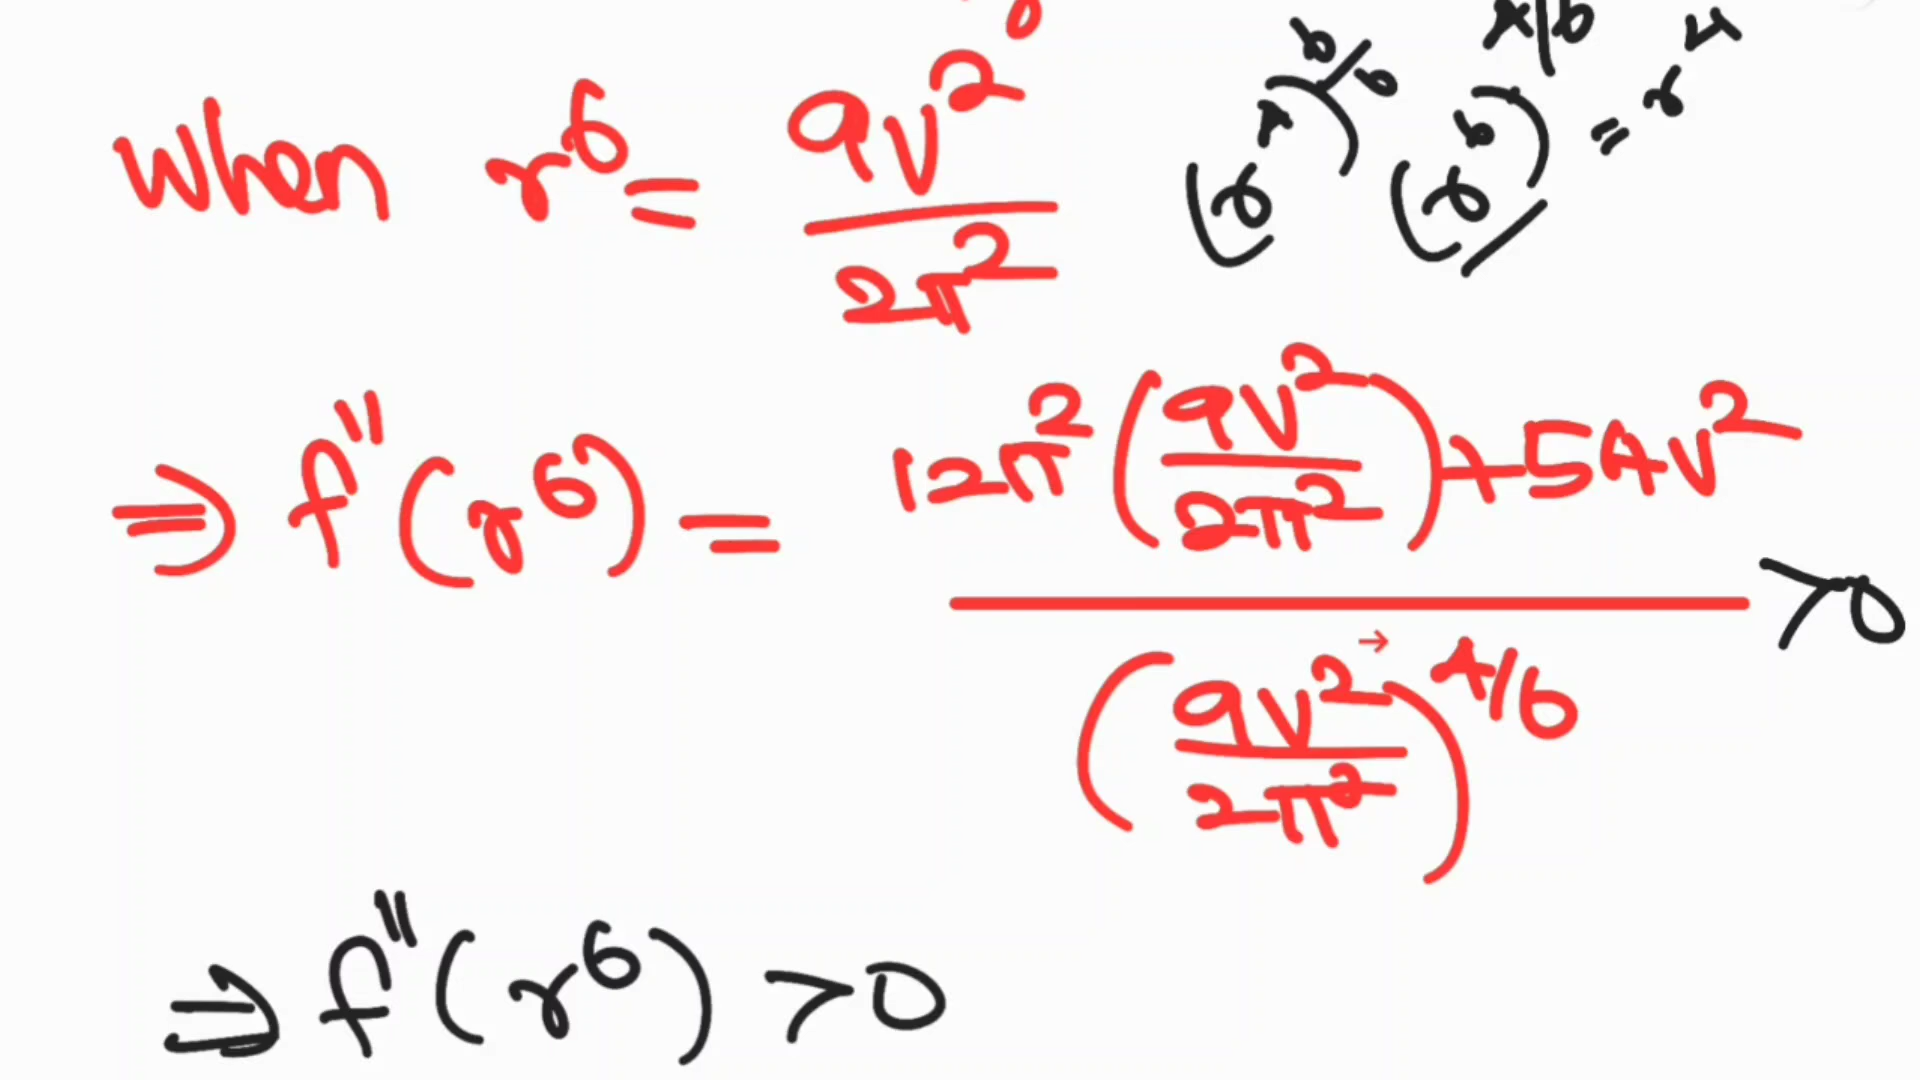 When r⁶ = 9v²/2π²
(r⁴)^6/6 (r⁶)^4/6 = r⁴
⇒ f''(r⁶) = (12π²(9v²/2π²) + 54v²) / (9v²/2π²)^4/6 > 0
⇒ f''(r⁶) > 0